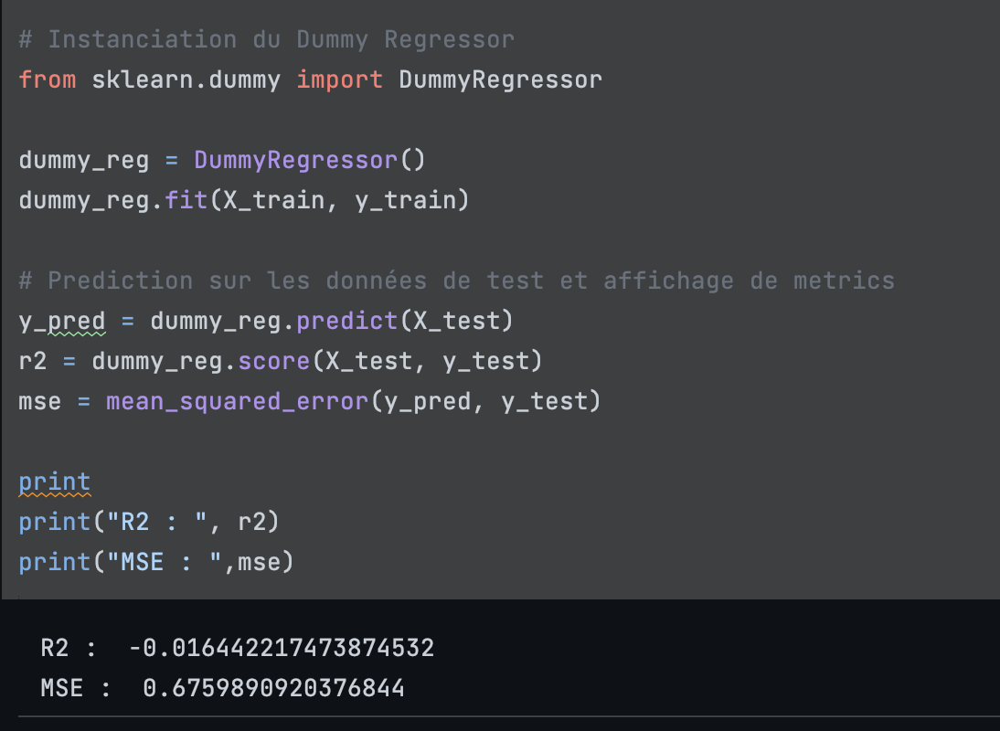 # Instanciation du Dummy Regressor
from sklearn.dummy import DummyRegressor
dummy_reg = DummyRegressor()
dummy_reg.fit(X_train, y_train)
# Prediction sur les données de test et affichage de metrics
y_pred = dummy_reg.predict(X_test)
r2 = dummy_reg.score(X_test, y_test)
mse = mean_squared_error(y_pred, y_test)
print
print("R2 : ", r2)
print("MSE : ",mse)
R2 :  -0.016442217473874532
MSE :  0.6759890920376844